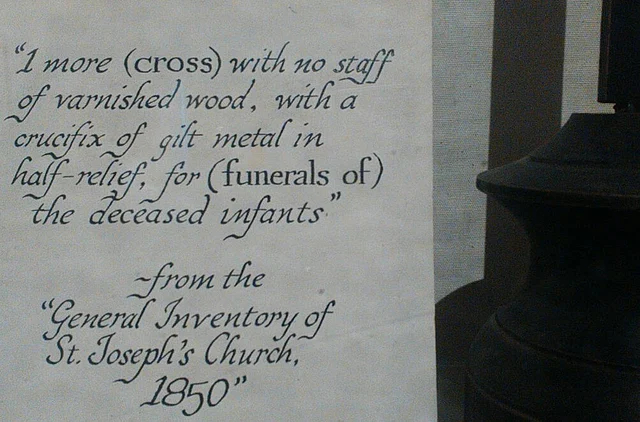 "1 more (cross) with no staff
of varnished wood, with a
crucifix of gilt metal in
half-relief, for (funerals of)
the deceased infants."
~from the
"General Inventory of
St. Joseph's Church,
1850"